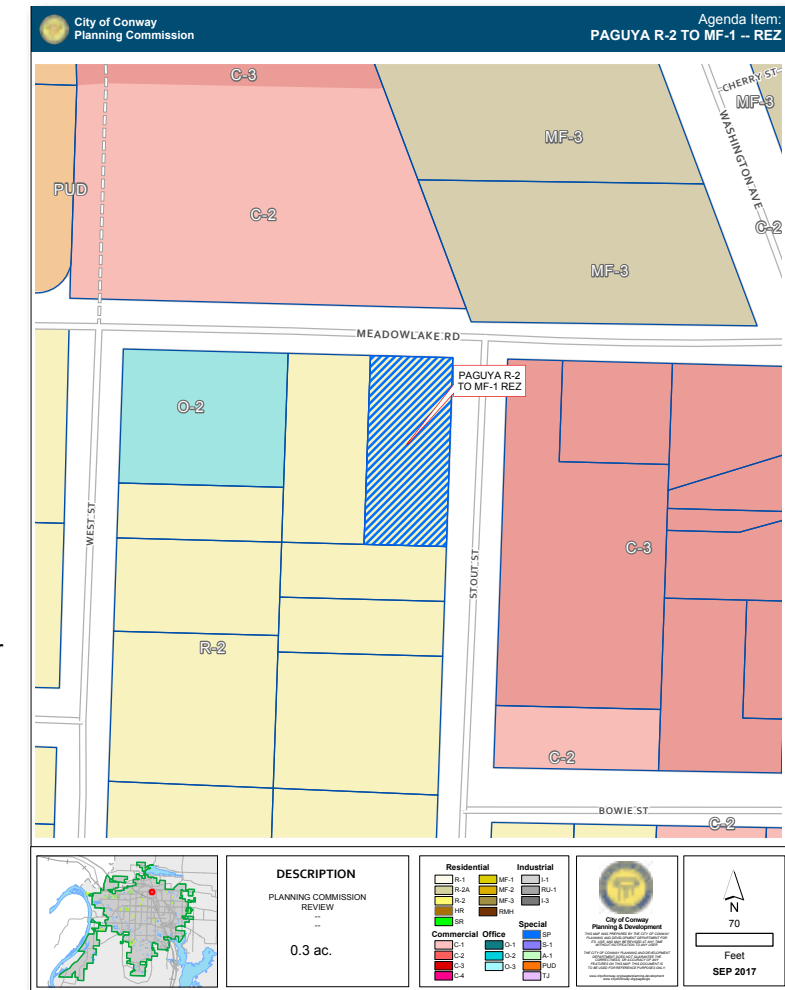 City of Conway
Planning Commission
Agenda Item:
PAGUYA R-2 TO MF-1 -- REZ
C-3
CHERRY ST
MF-3
MF-3
WASHINGTON AVE
PUD
C-2
C-2
MF-3
MEADOWLAKE RD
PAGUYA R-2
TO MF-1 REZ
O-2
WEST ST
STOUT ST
C-3
r
R-2
C-2
BOWIE ST
C-2
DESCRIPTION
PLANNING COMMISSION
REVIEW
--
--
0.3 ac.
Residential
R-1
R-2A
R-2
HR
SR
MF-1
MF-2
MF-3
RMH
Industrial
I-1
RU-1
I-3
Commercial
C-1
C-2
C-3
C-4
Office
O-1
O-2
O-3
Special
SP
S-1
A-1
PUD
TJ
City of Conway
Planning & Development
N
70
Feet
SEP 2017